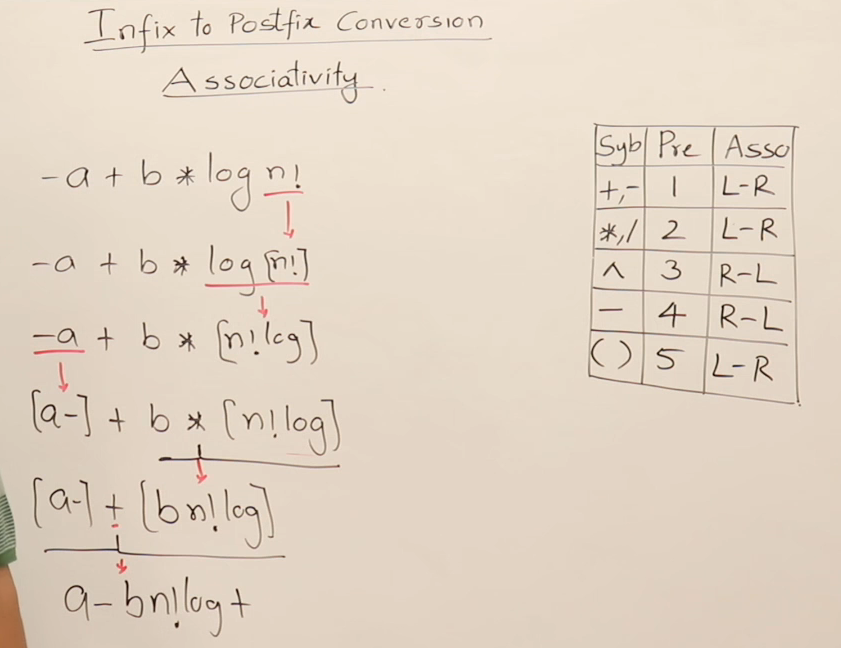 Infix to Postfix Conversion
Associativity.
-a + b * log n!
-a + b * log [n!]
-a + b * [n! log]
[a-] + b * [n! log]
[a-] + [b n! log]
a - b n! log +
Syb Pre Asso
+,- 1 L-R
*,/ 2 L-R
^ 3 R-L
- 4 R-L
( ) 5 L-R